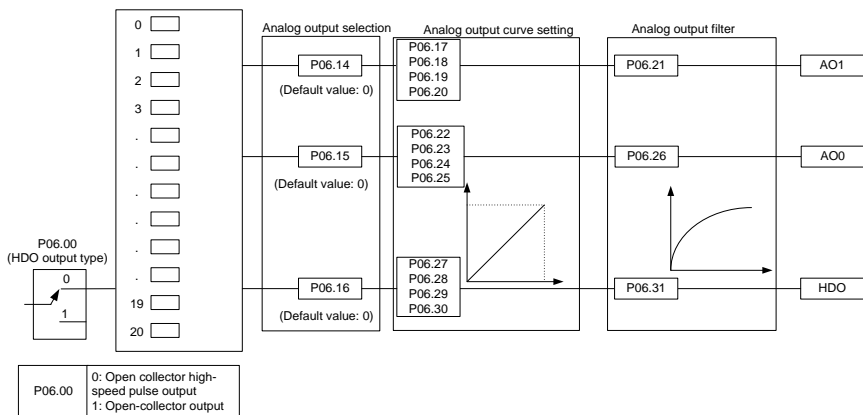 Analog output selection
Analog output curve setting
Analog output filter
0
1
2
3
.
.
.
.
.
.
19
20
P06.00
(HDO output type)
0
1
P06.14
(Default value: 0)
P06.17
P06.18
P06.19
P06.20
P06.21
AO1
P06.15
(Default value: 0)
P06.22
P06.23
P06.24
P06.25
P06.26
AO0
P06.16
(Default value: 0)
P06.27
P06.28
P06.29
P06.30
P06.31
HDO
P06.00
0: Open collector high-
speed pulse output
1: Open-collector output